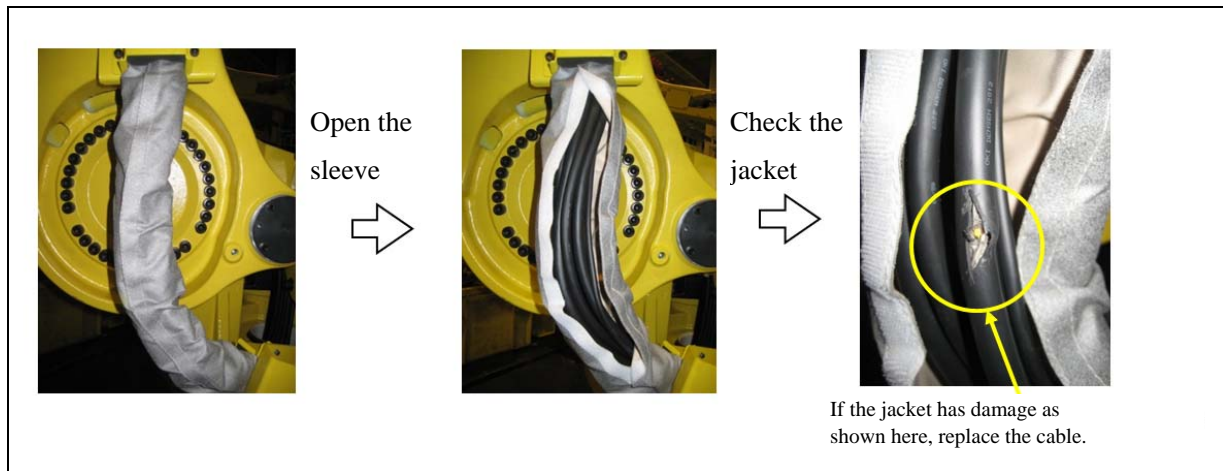 Open the
sleeve
Check the
jacket
If the jacket has damage as
shown here, replace the cable.